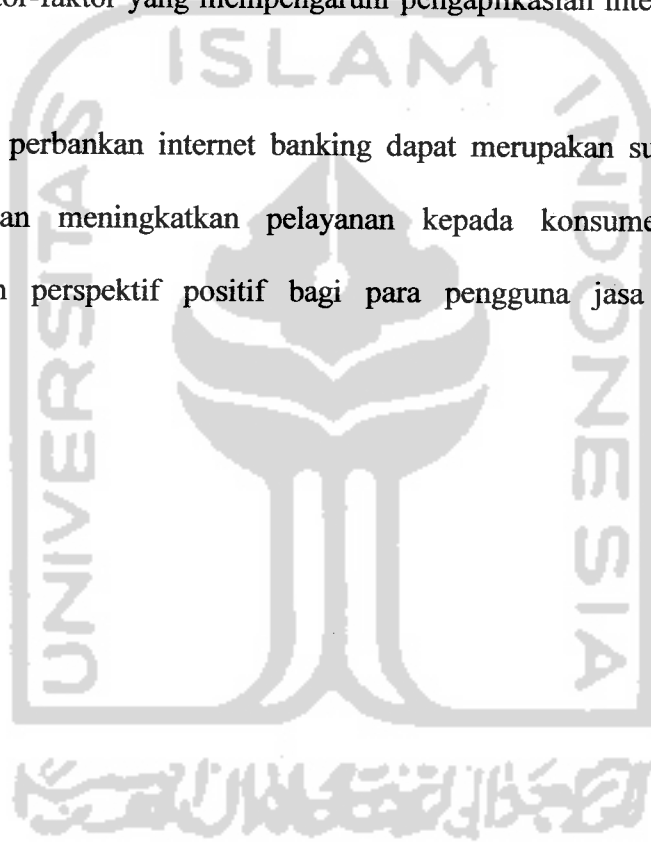 tor-faktor yang mempengaruhi pengaplikasian inte
ISLAM
perbankan internet banking dapat merupakan su
an meningkatkan pelayanan kepada konsume
n perspektif positif bagi para pengguna jasa
UNIVERSITAS
INDONESIA